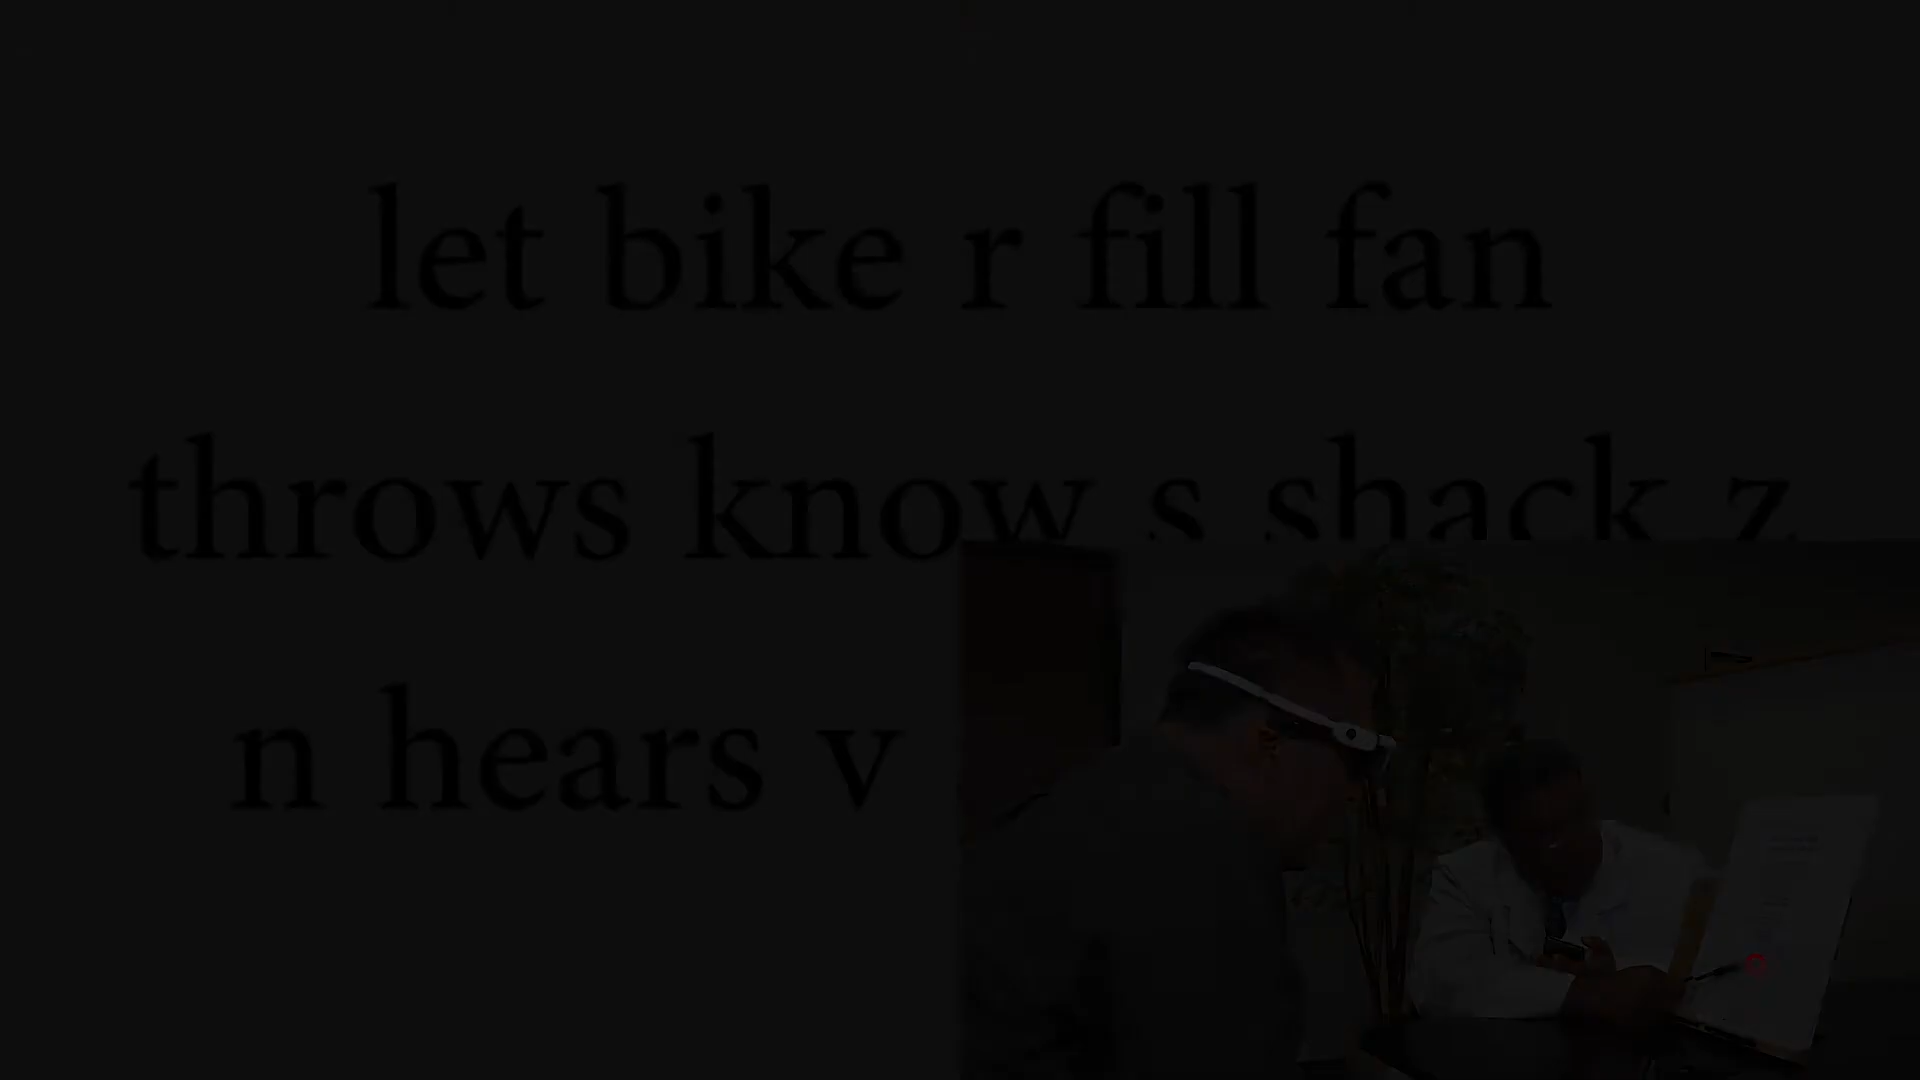 let bike r fill fan
throws know s shack z
n hears v